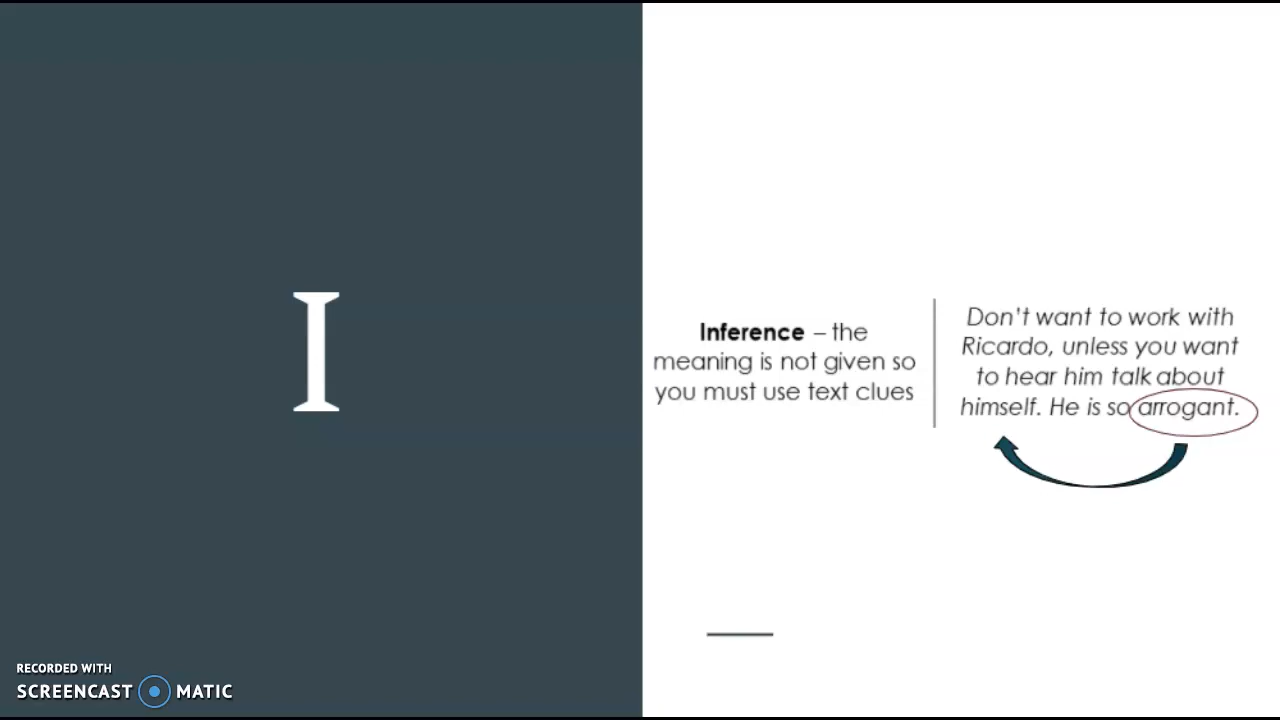 I
Inference – the
meaning is not given so
you must use text clues
Don't want to work with
Ricardo, unless you want
to hear him talk about
himself. He is so arrogant.
RECORDED WITH
SCREENCAST MATIC